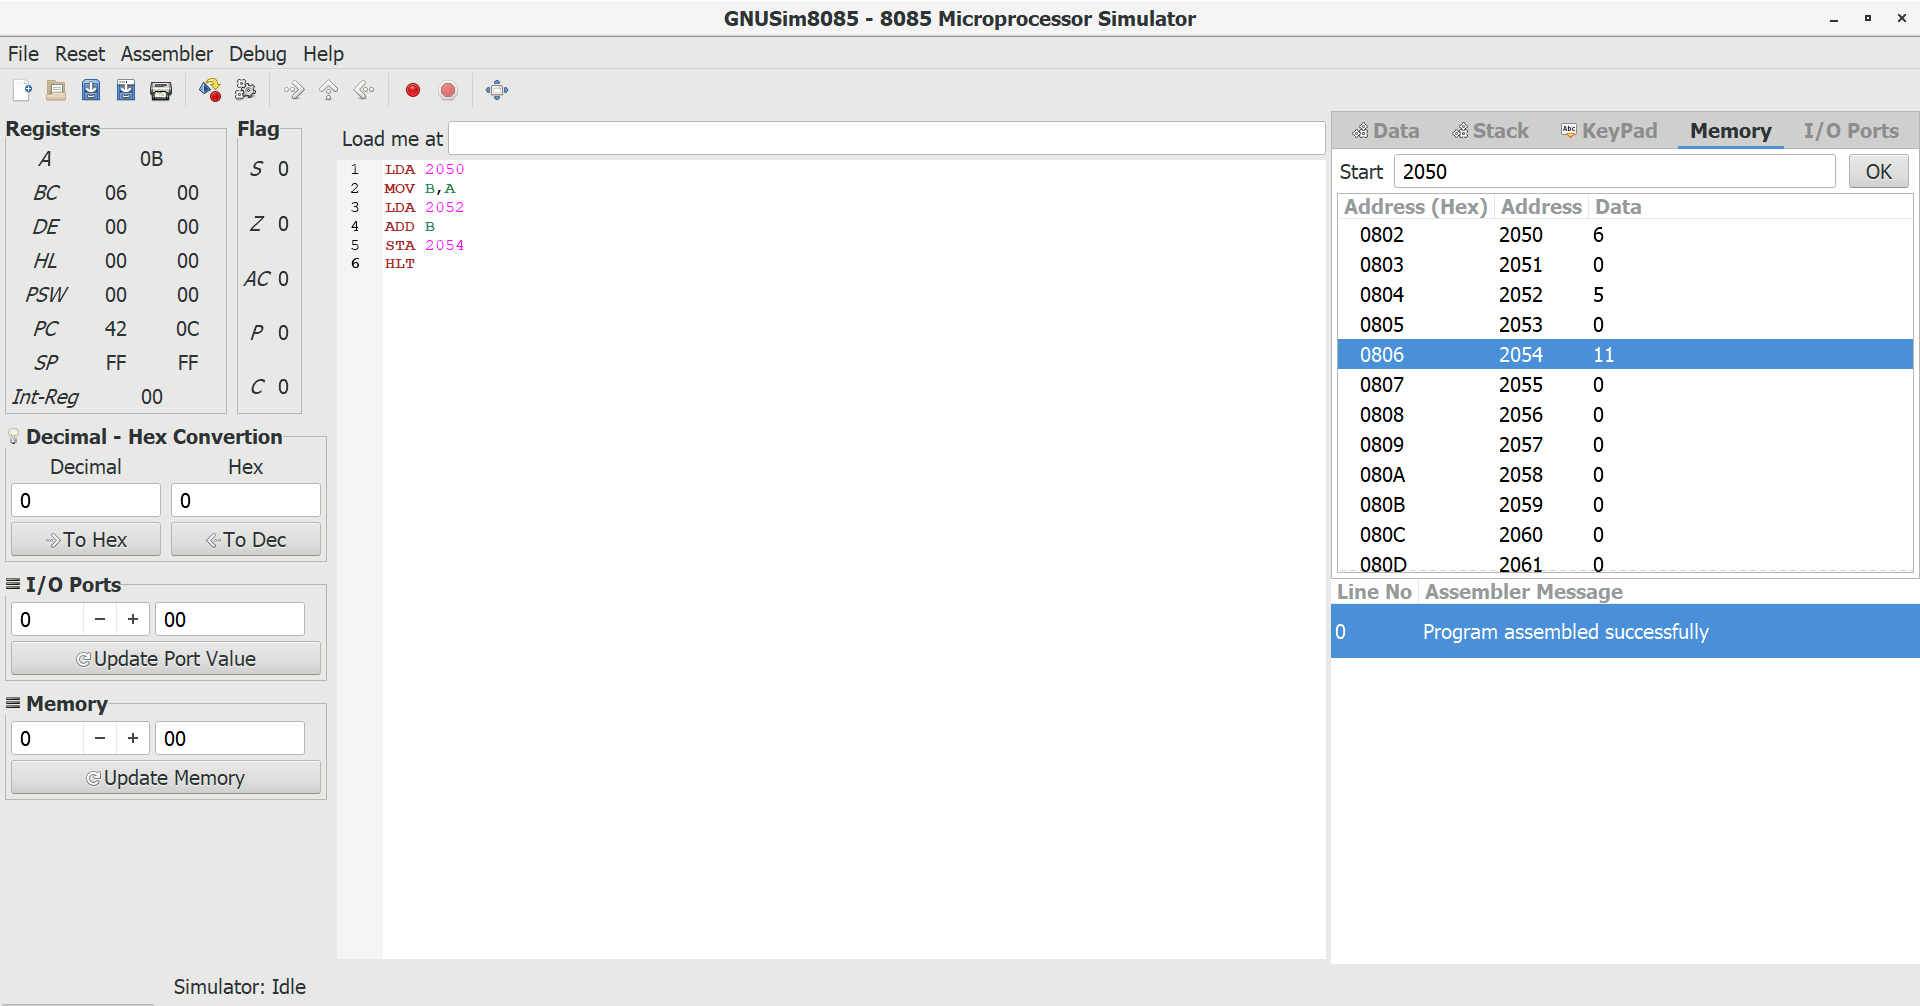 GNUSim8085 - 8085 Microprocessor Simulator
File Reset Assembler Debug Help
Registers
A 0B
BC 06 00
DE 00 00
HL 00 00
PSW 00 00
PC 42 0C
SP FF FF
Int-Reg 00
Flag
S 0
Z 0
AC 0
P 0
C 0
Decimal - Hex Convertion
Decimal Hex
0 0
To Hex To Dec
I/O Ports
0 − + 00
Update Port Value
Memory
0 − + 00
Update Memory
Load me at
1 LDA 2050
2 MOV B,A
3 LDA 2052
4 ADD B
5 STA 2054
6 HLT
Data Stack Abc KeyPad Memory I/O Ports
Start 2050 OK
Address (Hex) Address Data
0802 2050 6
0803 2051 0
0804 2052 5
0805 2053 0
0806 2054 11
0807 2055 0
0808 2056 0
0809 2057 0
080A 2058 0
080B 2059 0
080C 2060 0
080D 2061 0
Line No Assembler Message
0 Program assembled successfully
Simulator: Idle